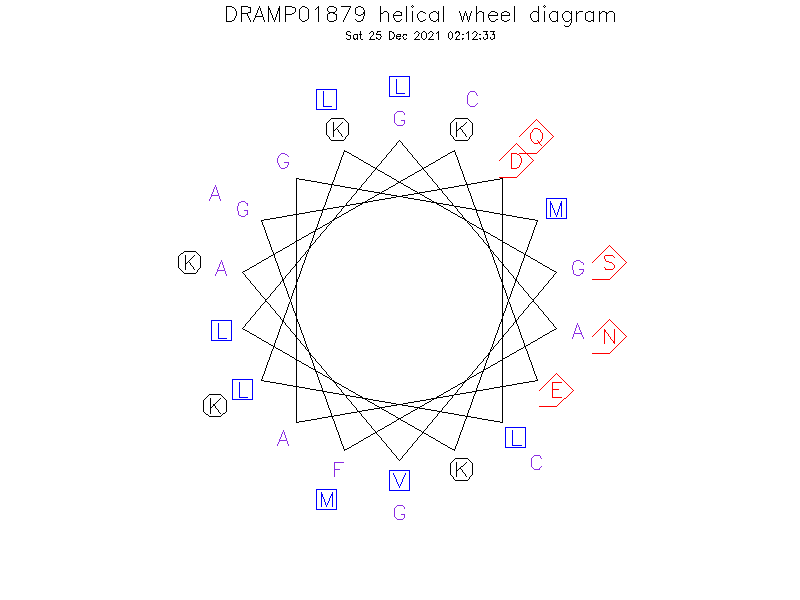 DRAMP01879 helical wheel diagram
Sat 25 Dec 2021 02:12:33
L
L C
G
K K Q
G D
A G M
K A G S
L A N
L E
K
A L
F K C
M V
G